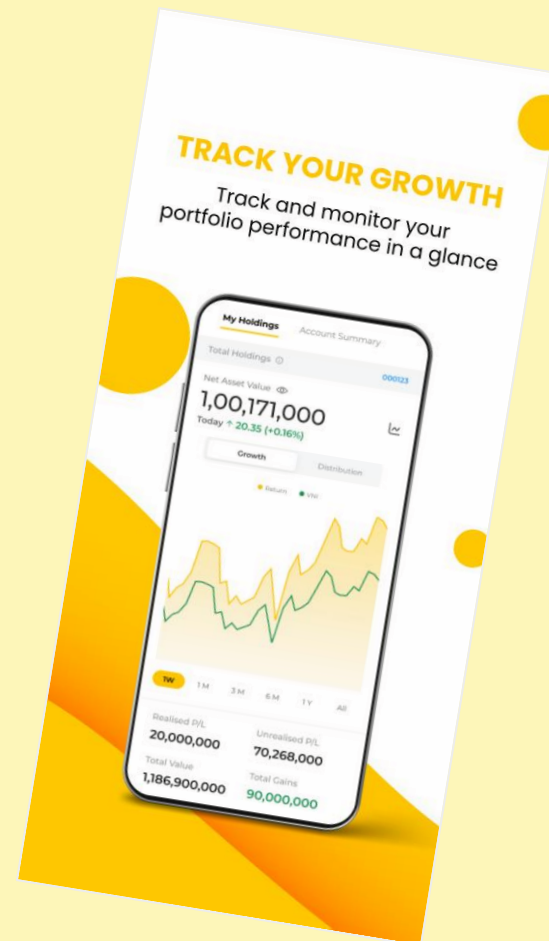 TRACK YOUR GROWTH
Track and monitor your
portfolio performance in a glance
My Holdings
Account Summary
Total Holdings
000123
Net Asset Value
1,00,171,000
Today ↑ 20.35 (+0.16%)
Growth
Distribution
Return
VNI
1W
1 M
3 M
6 M
1 Y
All
Realised P/L
Unrealised P/L
20,000,000
70,268,000
Total Value
Total Gains
1,186,900,000
90,000,000